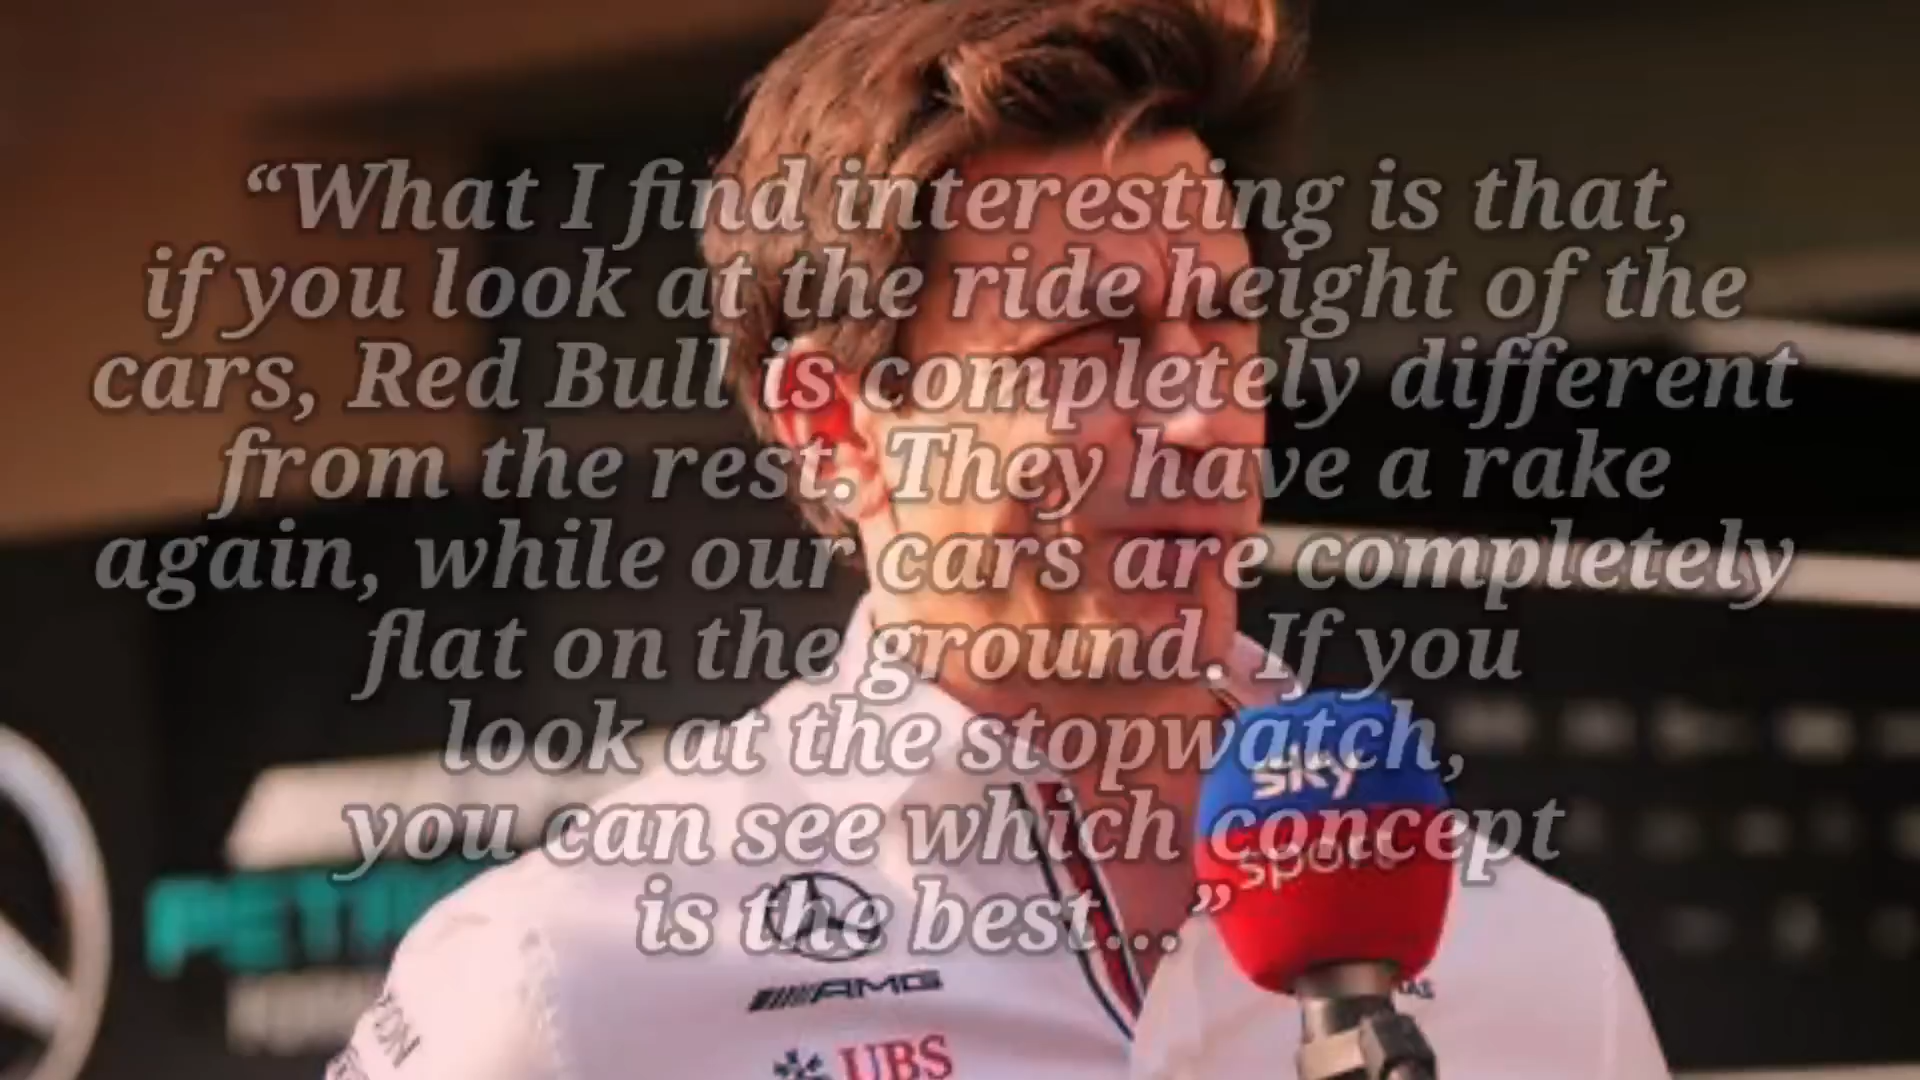 “What I find interesting is that,
if you look at the ride height of the
cars, Red Bull is completely different
from the rest. They have a rake
again, while our cars are completely
flat on the ground. If you
look at the stopwatch,
you can see which concept
is the best...”
sky
sports
AMG
UBS